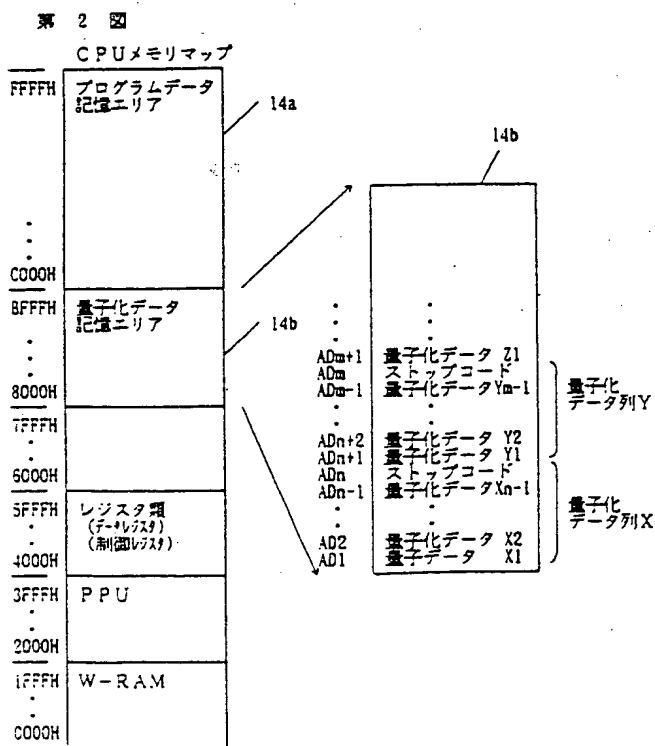 第 2 図
CPUメモリマップ
FFFFH プログラムデータ
記憶エリア
14a
・
・
・
C000H
BFFFH 量子化データ
記憶エリア
14b
・
・
・
8000H
7FFFH
・
・
6000H
5FFFH レジスタ類
(データレジスタ)
(制御レジスタ)
・
・
4000H
3FFFH PPU
・
・
2000H
1FFFH W-RAM
・
・
0000H
14b
・ ・
・ ・
・ ・
ADm+1 量子化データ Z1
ADm ストップコード
ADm-1 量子化データYm-1
・ ・
・ ・
ADn+2 量子化データ Y2
ADn+1 量子化データ Y1
ADn ストップコード
ADn-1 量子化データXn-1
・ ・
・ ・
AD2 量子化データ X2
AD1 量子データ X1
量子化
データ列Y
量子化
データ列X